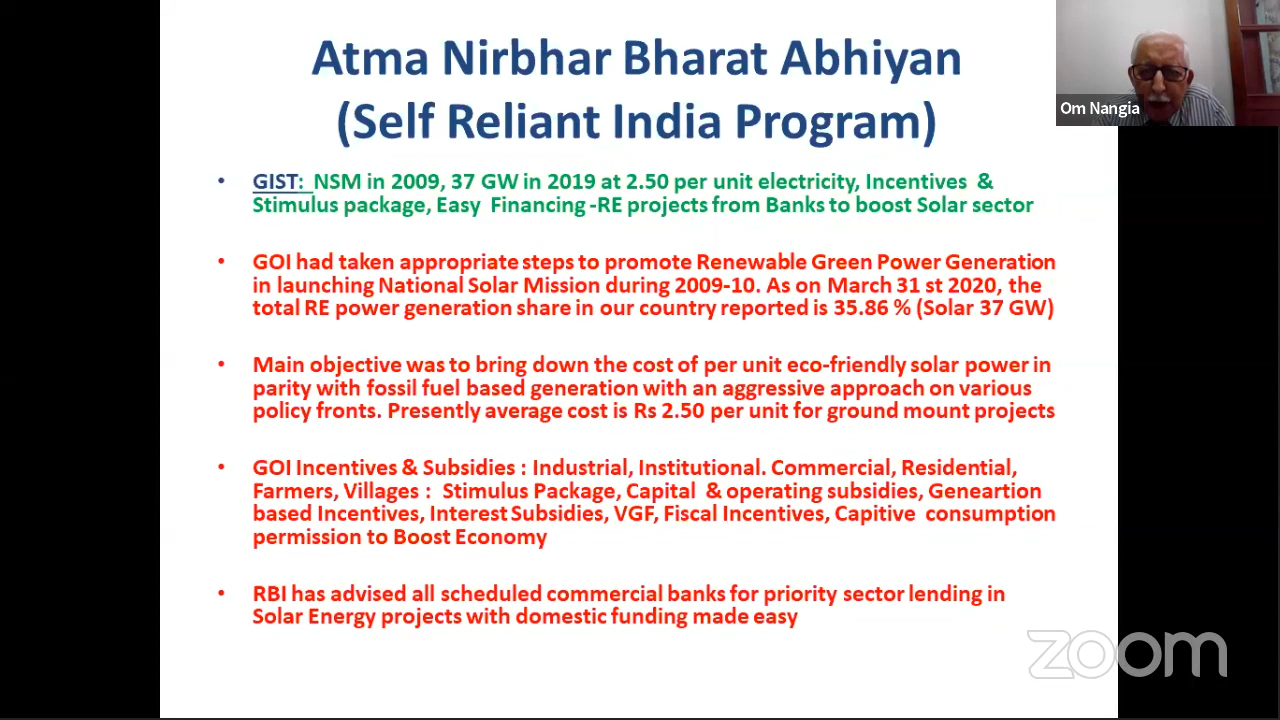 Atma Nirbhar Bharat Abhiyan
(Self Reliant India Program)
Om Nangia
• GIST: NSM in 2009, 37 GW in 2019 at 2.50 per unit electricity, Incentives &
Stimulus package, Easy Financing -RE projects from Banks to boost Solar sector
• GOI had taken appropriate steps to promote Renewable Green Power Generation
in launching National Solar Mission during 2009-10. As on March 31 st 2020, the
total RE power generation share in our country reported is 35.86 % (Solar 37 GW)
• Main objective was to bring down the cost of per unit eco-friendly solar power in
parity with fossil fuel based generation with an aggressive approach on various
policy fronts. Presently average cost is Rs 2.50 per unit for ground mount projects
• GOI Incentives & Subsidies : Industrial, Institutional. Commercial, Residential,
Farmers, Villages : Stimulus Package, Capital & operating subsidies, Geneartion
based Incentives, Interest Subsidies, VGF, Fiscal Incentives, Capitive consumption
permission to Boost Economy
• RBI has advised all scheduled commercial banks for priority sector lending in
Solar Energy projects with domestic funding made easy
zoom